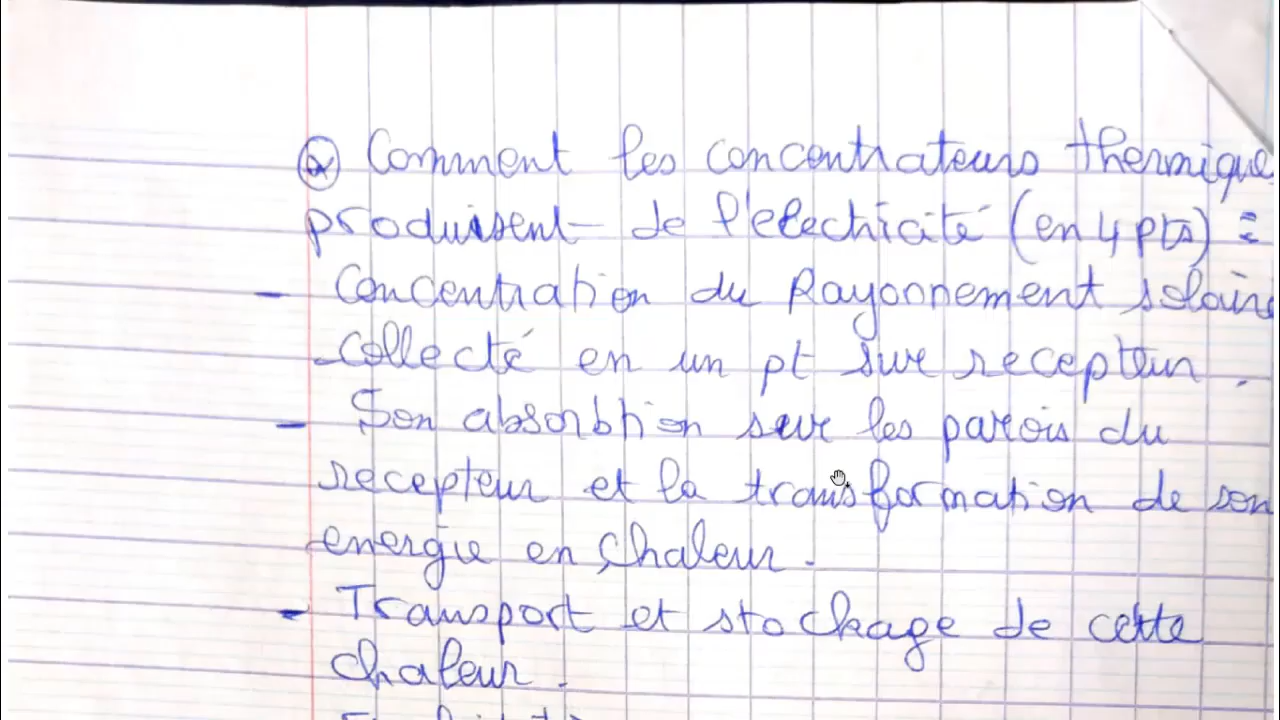 Comment les concentrateurs thermique
produisent de l'electricité (en 4 pts) :
- Concentration du Rayonnement solaire
collecté en un pt sur recepteur.
- Son absorbtion sur les parois du
recepteur et la transformation de son
energie en chaleur.
- Transport et stockage de cette
chaleur.